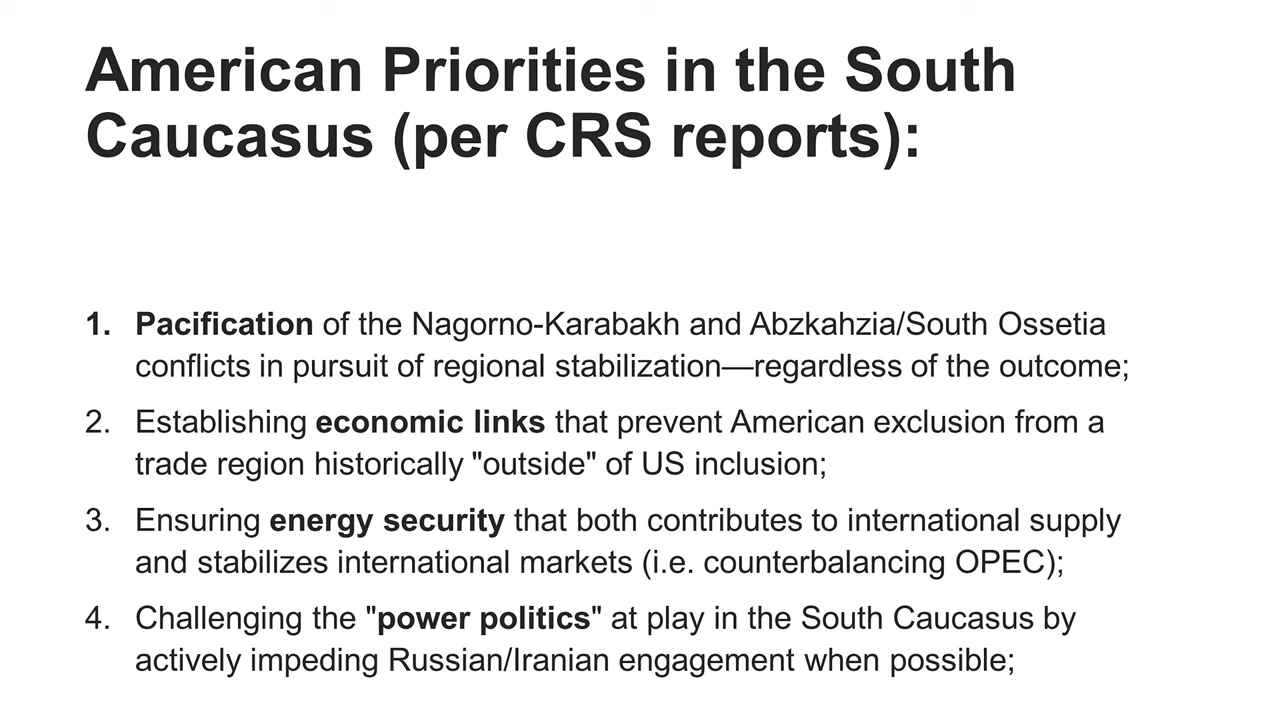 American Priorities in the South
Caucasus (per CRS reports):
1. Pacification of the Nagorno-Karabakh and Abzkahzia/South Ossetia
conflicts in pursuit of regional stabilization—regardless of the outcome;
2. Establishing economic links that prevent American exclusion from a
trade region historically "outside" of US inclusion;
3. Ensuring energy security that both contributes to international supply
and stabilizes international markets (i.e. counterbalancing OPEC);
4. Challenging the "power politics" at play in the South Caucasus by
actively impeding Russian/Iranian engagement when possible;